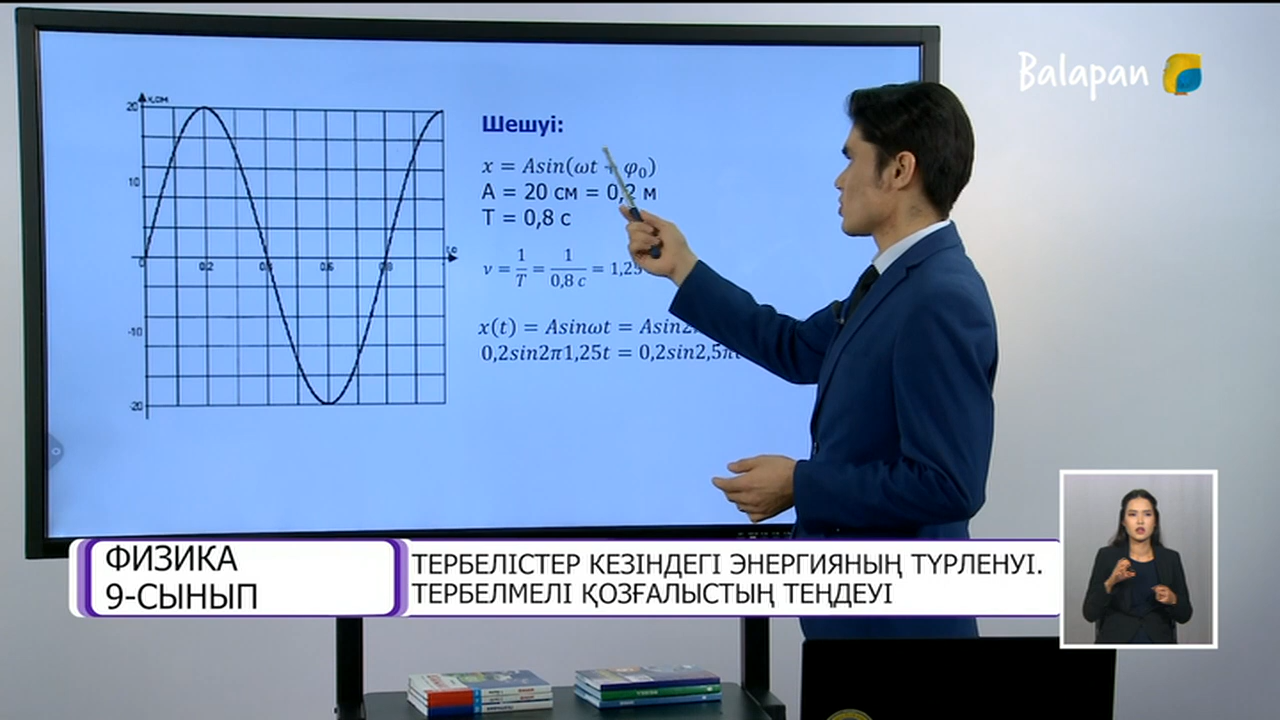 Balapan
x,см
20
10
0
0,2
0,6
-10
-20
t,c
Шешуі:
x = Asin(ωt + φ₀)
A = 20 см = 0,2 м
T = 0,8 c
ν = 1/T = 1/0,8 c = 1,25
x(t) = Asinωt = Asin2
0,2sin2π1,25t = 0,2sin2,5πt
ФИЗИКА
9-СЫНЫП
ТЕРБЕЛІСТЕР КЕЗІНДЕГІ ЭНЕРГИЯНЫҢ ТҮРЛЕНУІ.
ТЕРБЕЛМЕЛІ ҚОЗҒАЛЫСТЫҢ ТЕҢДЕУІ